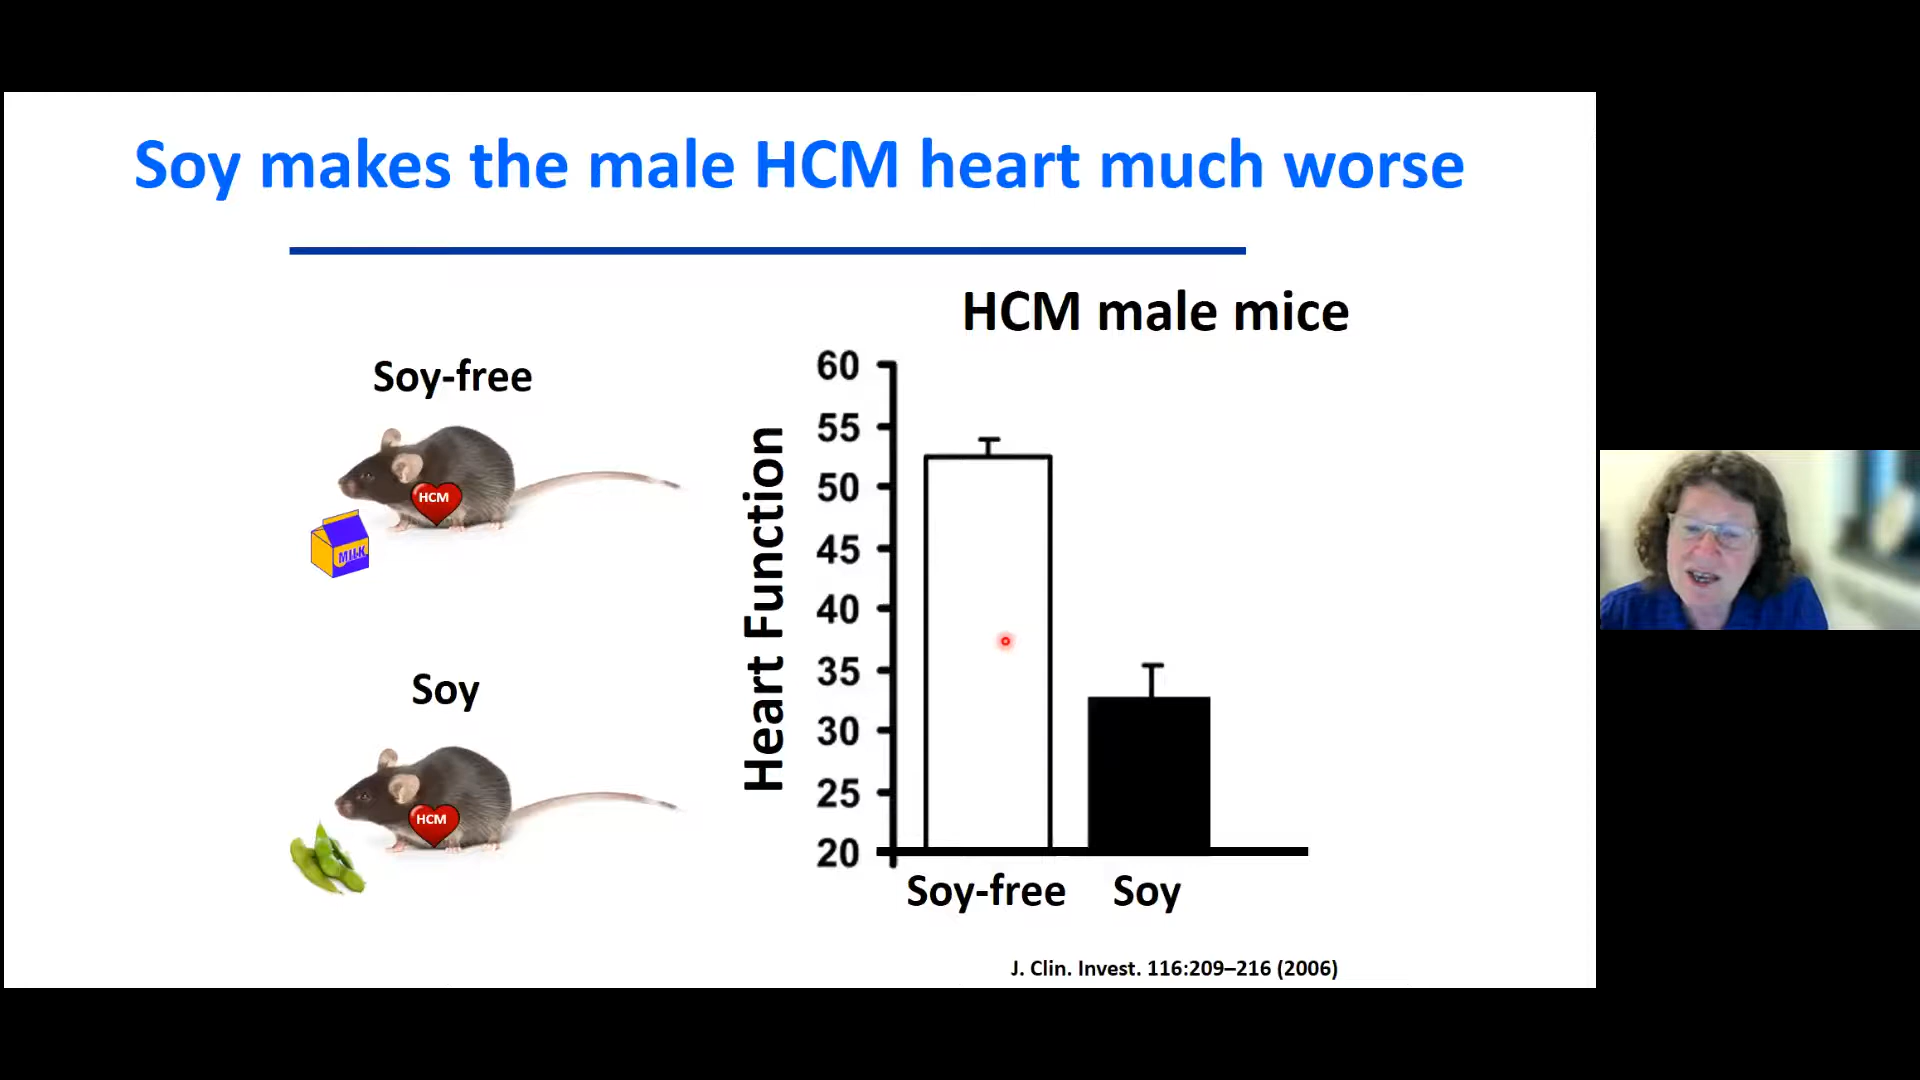 Soy makes the male HCM heart much worse
Soy-free
HCM
MILK
Soy
HCM
HCM male mice
Heart Function
60
55
50
45
40
35
30
25
20
Soy-free
Soy
J. Clin. Invest. 116:209–216 (2006)